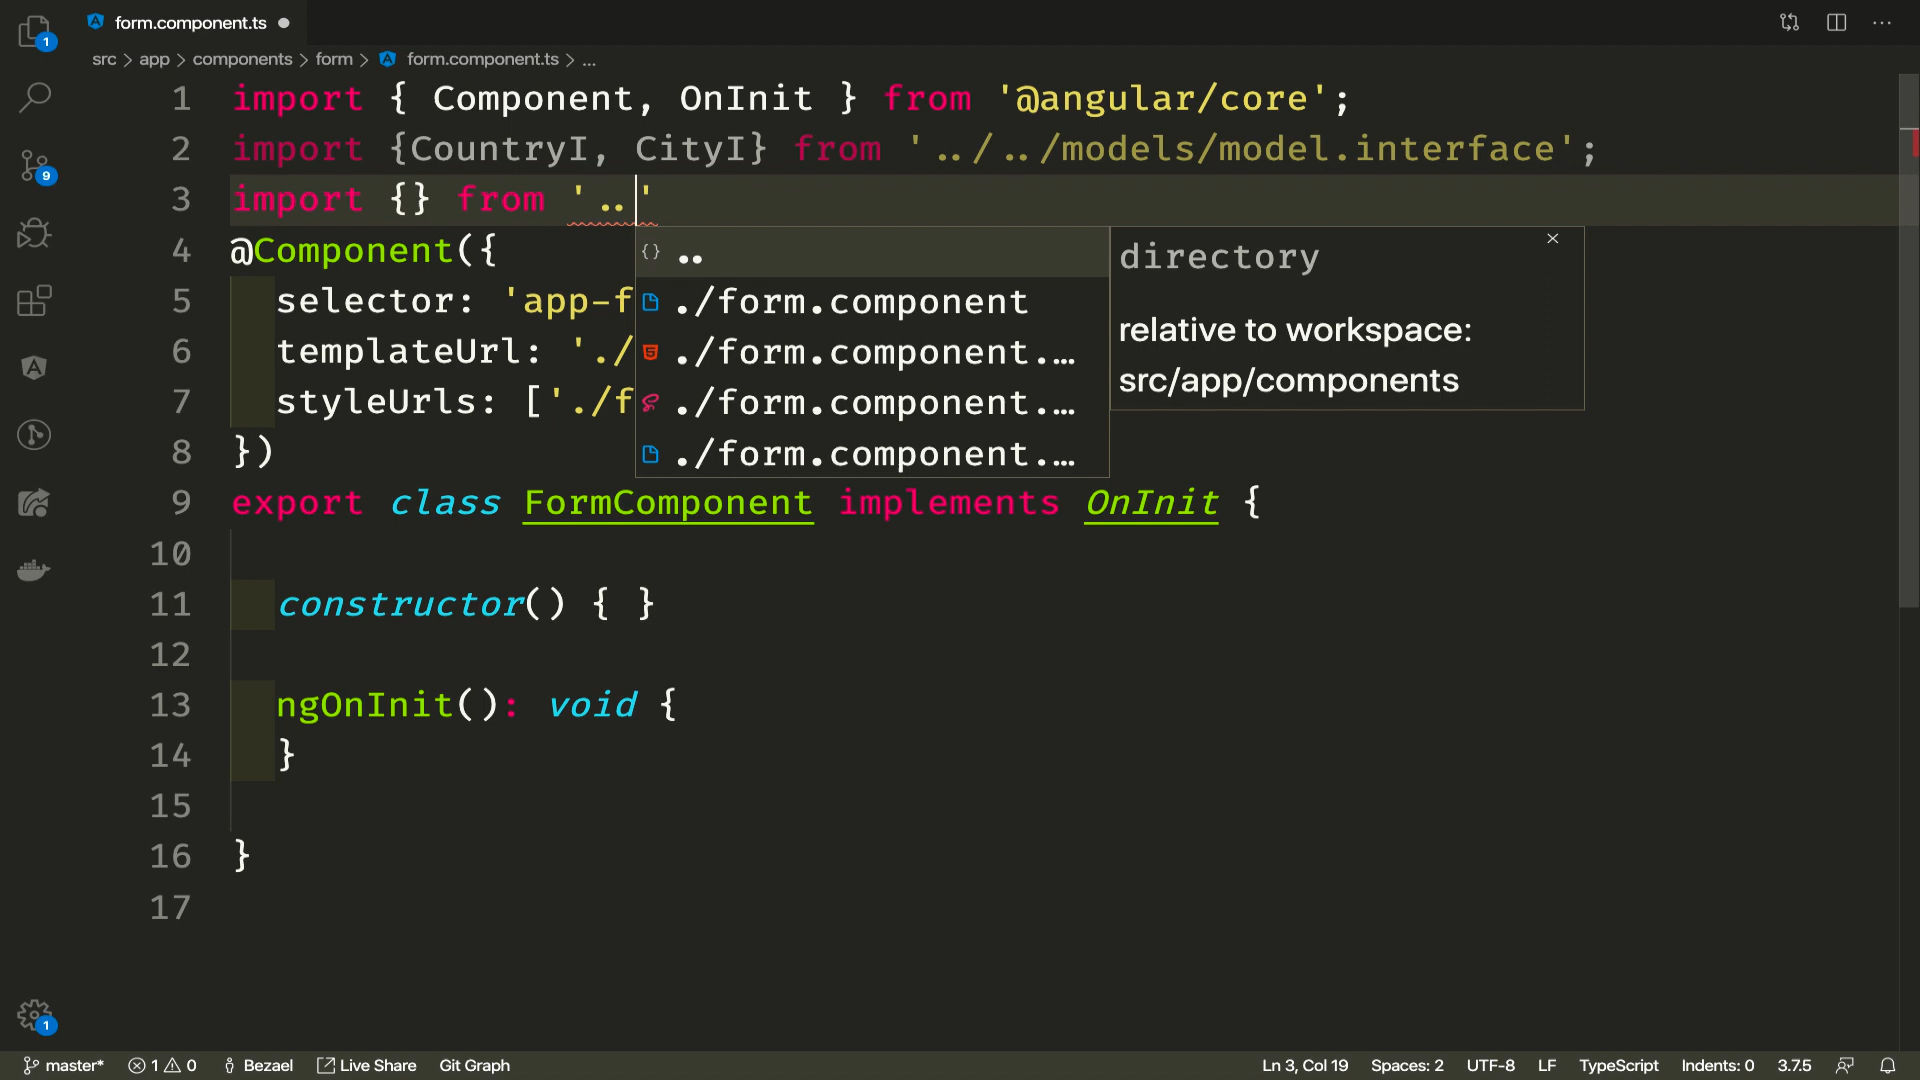 form.component.ts
src > app > components > form > form.component.ts > ...
1 import { Component, OnInit } from '@angular/core';
2 import {CountryI, CityI} from '../../models/model.interface';
3 import {} from '..'
4 @Component({
5 selector: 'app-f
6 templateUrl: './
7 styleUrls: ['./f
8 })
9 export class FormComponent implements OnInit {
10
11 constructor() { }
12
13 ngOnInit(): void {
14 }
15
16 }
17
{} ..
./form.component
./form.component.…
./form.component.…
./form.component.…
directory
relative to workspace:
src/app/components
1
9
1
master* 1 0 Bezael Live Share Git Graph Ln 3, Col 19 Spaces: 2 UTF-8 LF TypeScript Indents: 0 3.7.5